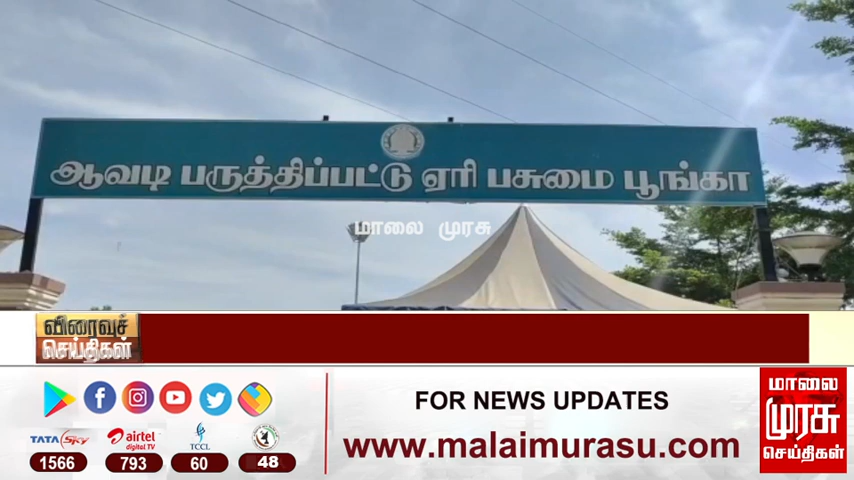 ஆவடி பருத்திப்பட்டு ஏரி பசுமை பூங்கா
மாலை முரசு
விரைவுச்
செய்திகள்
FOR NEWS UPDATES
www.malaimurasu.com
TATA SKY
1566
airtel
digital TV
793
TCCL
60
48
மாலை
முரசு
செய்திகள்